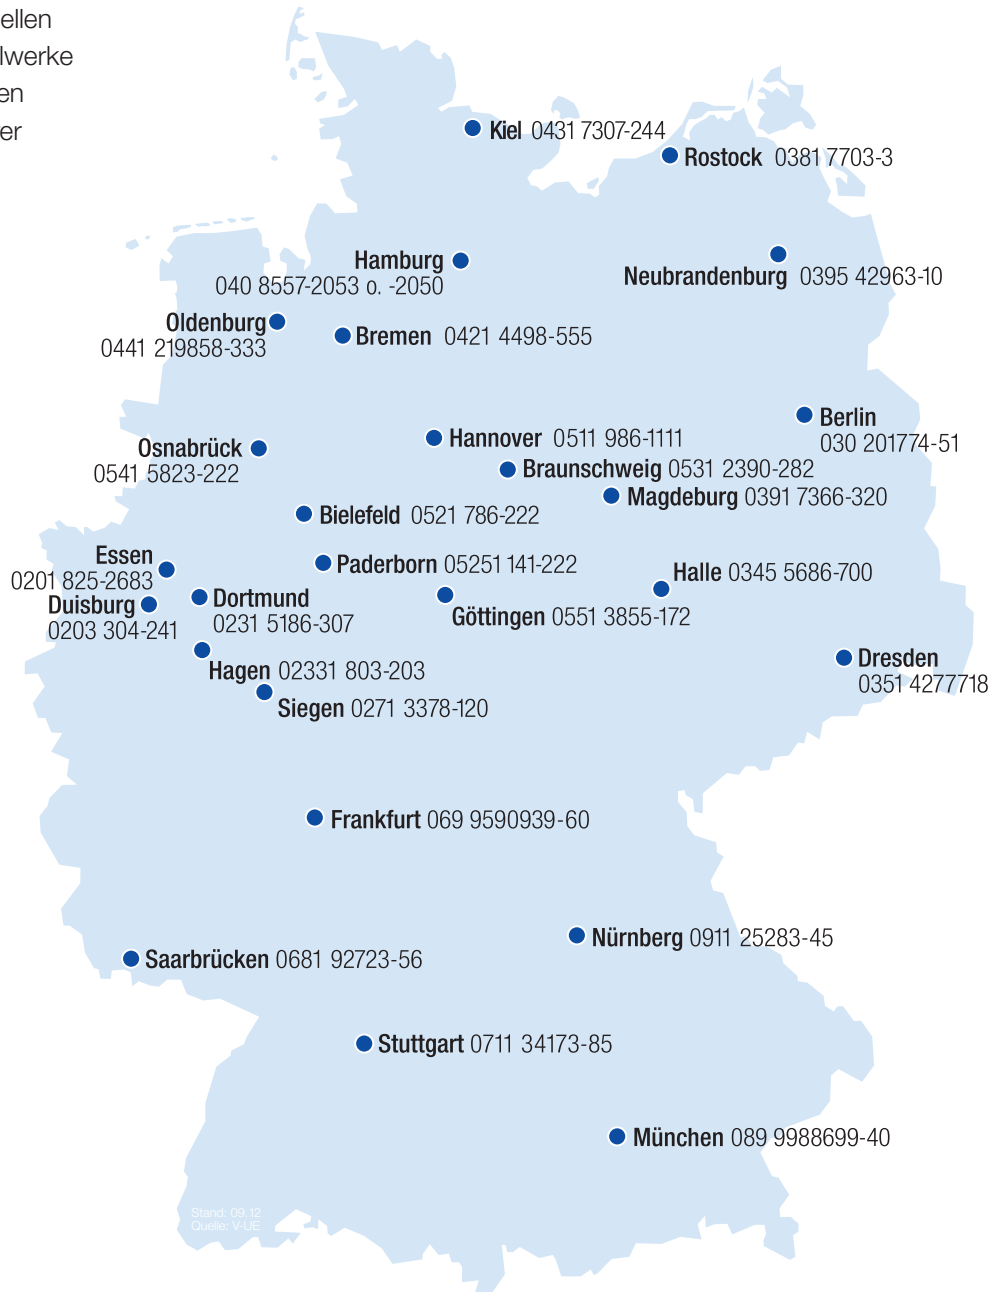 ellen
lwerke
en
er
Kiel 0431 7307-244
Rostock 0381 7703-3
Hamburg
040 8557-2053 o. -2050
Neubrandenburg 0395 42963-10
Oldenburg
0441 219858-333
Bremen 0421 4498-555
Berlin
030 201774-51
Osnabrück
0541 5823-222
Hannover 0511 986-1111
Braunschweig 0531 2390-282
Magdeburg 0391 7366-320
Bielefeld 0521 786-222
Essen
0201 825-2683
Paderborn 05251 141-222
Halle 0345 5686-700
Duisburg
0203 304-241
Dortmund
0231 5186-307
Göttingen 0551 3855-172
Hagen 02331 803-203
Dresden
0351 4277718
Siegen 0271 3378-120
Frankfurt 069 9590939-60
Nürnberg 0911 25283-45
Saarbrücken 0681 92723-56
Stuttgart 0711 34173-85
München 089 9988699-40
Stand: 09.12
Quelle: V-UE